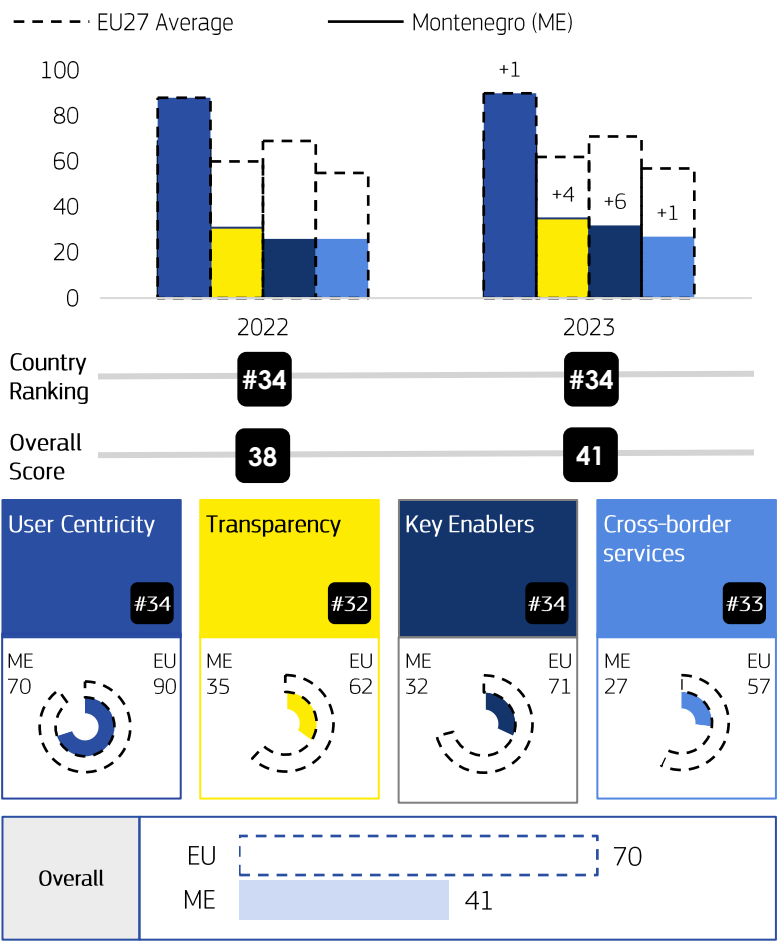 EU27 Average
Montenegro (ME)
100
80
60
40
20
0
+1
+4
+6
+1
2022
2023
Country
Ranking
#34
#34
Overall
Score
38
41
User Centricity
#34
Transparency
#32
Key Enablers
#34
Cross-border
services
#33
ME
70
EU
90
ME
35
EU
62
ME
32
EU
71
ME
27
EU
57
Overall
EU
70
ME
41